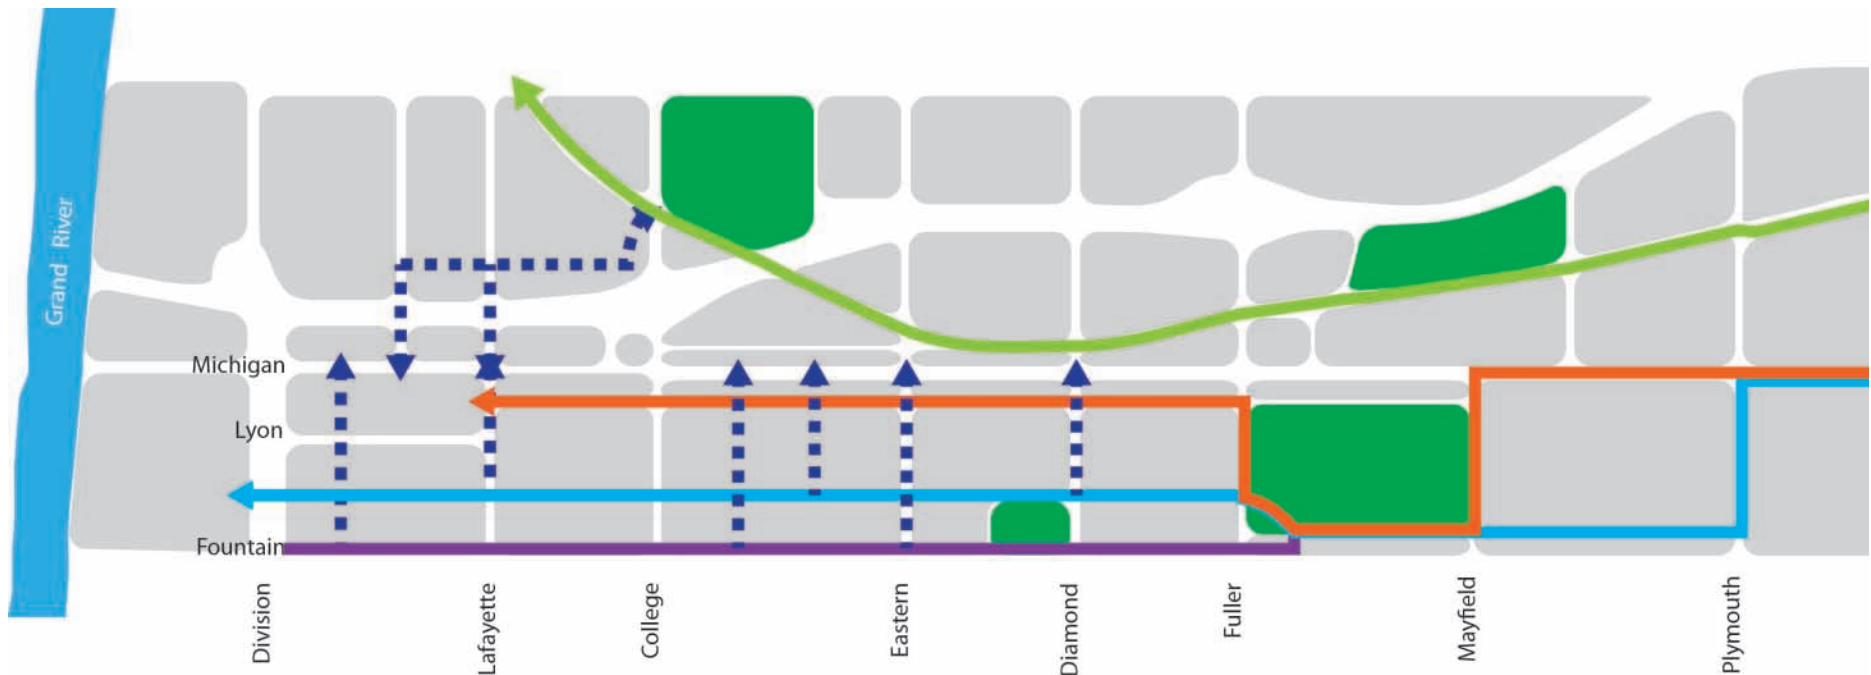 Grand River
Michigan
Lyon
Fountain
Division
Lafayette
College
Eastern
Diamond
Fuller
Mayfield
Plymouth